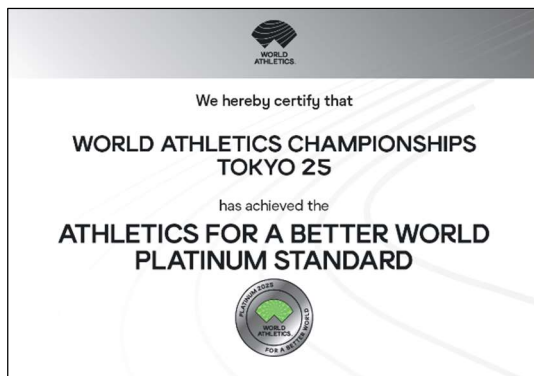 WORLD
ATHLETICS.
We hereby certify that
WORLD ATHLETICS CHAMPIONSHIPS
TOKYO 25
has achieved the
ATHLETICS FOR A BETTER WORLD
PLATINUM STANDARD
PLATINUM 2025
WORLD
ATHLETICS.
FOR A BETTER WORLD